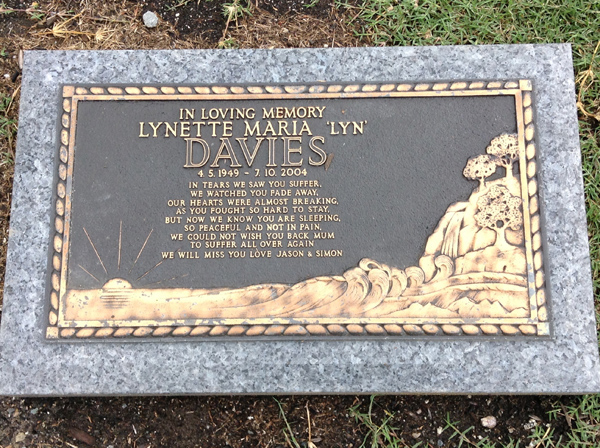 IN LOVING MEMORY
LYNETTE MARIA 'LYN'
DAVIES
4. 5. 1949 ~ 7. 10. 2004
IN TEARS WE SAW YOU SUFFER,
WE WATCHED YOU FADE AWAY,
OUR HEARTS WERE ALMOST BREAKING,
AS YOU FOUGHT SO HARD TO STAY,
BUT NOW WE KNOW YOU ARE SLEEPING,
SO PEACEFUL AND NOT IN PAIN,
WE COULD NOT WISH YOU BACK MUM
TO SUFFER ALL OVER AGAIN
WE WILL MISS YOU LOVE JASON & SIMON